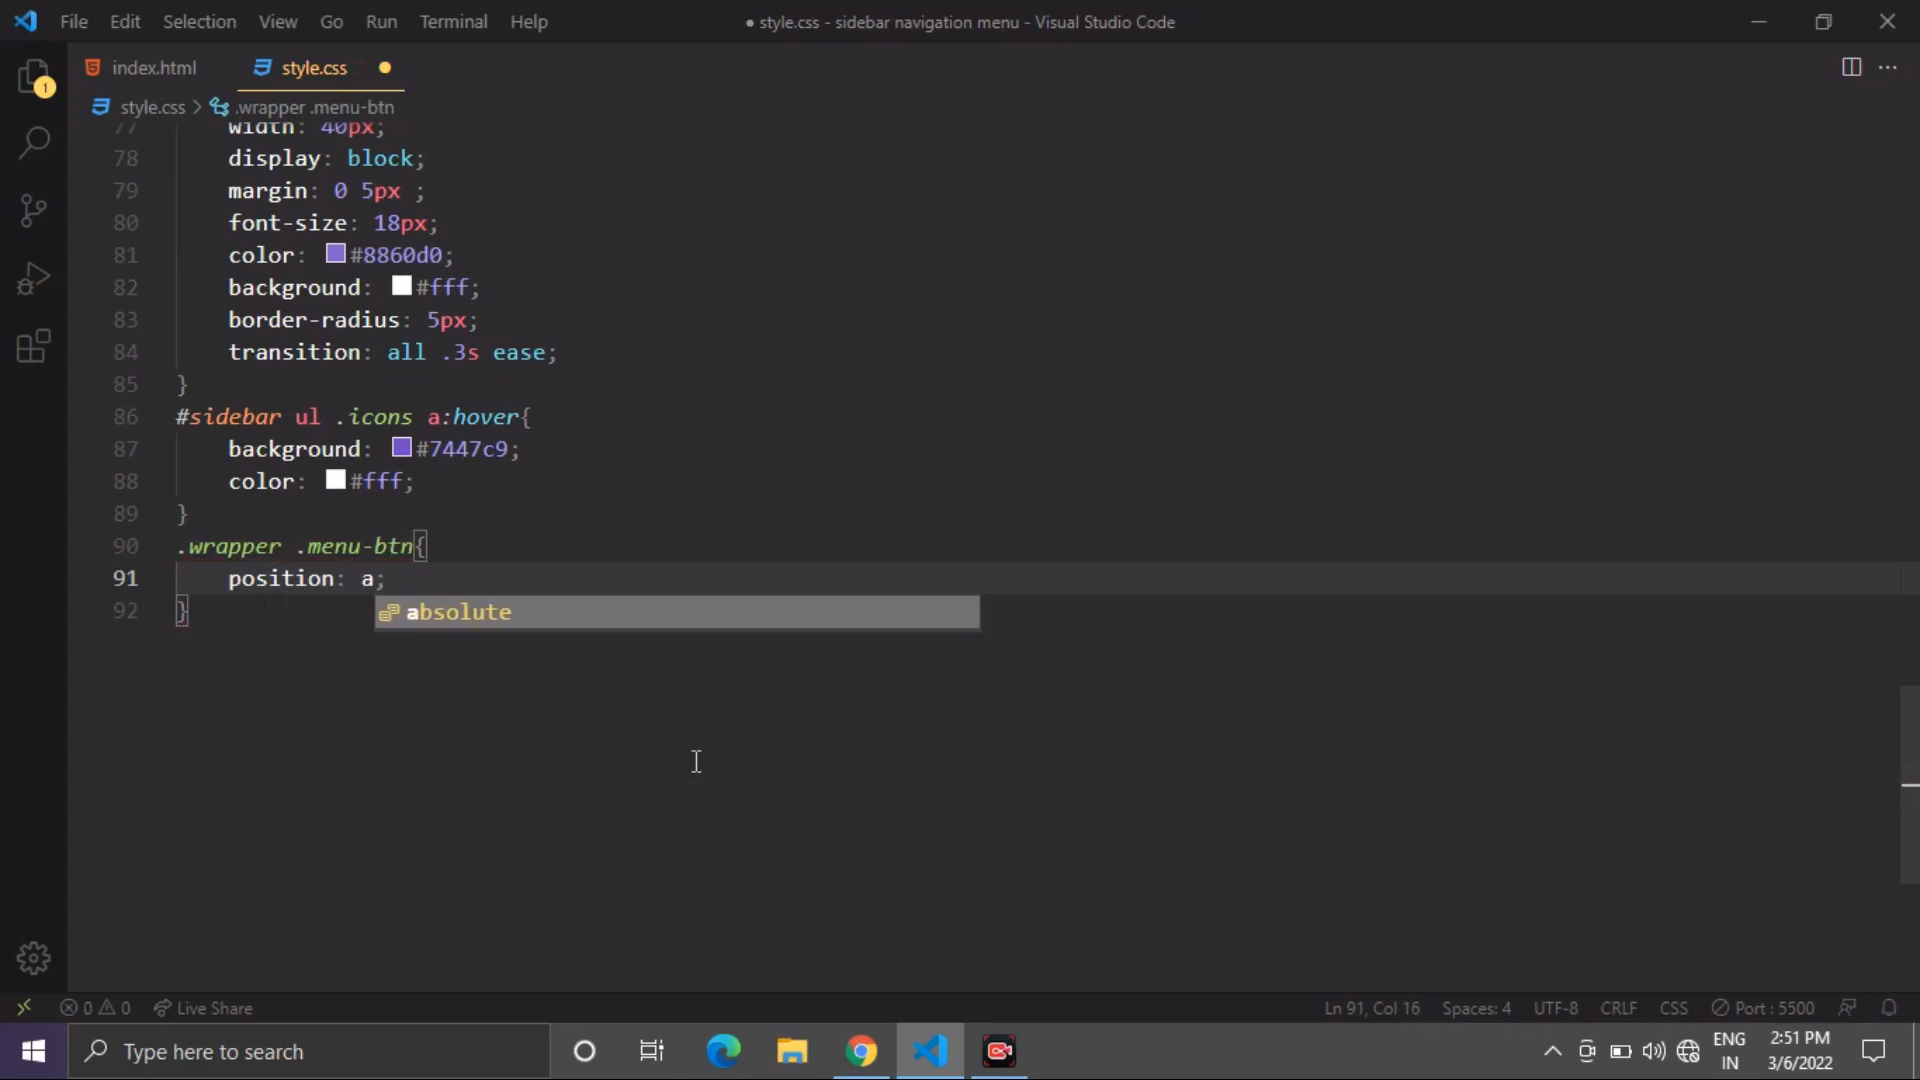 File Edit Selection View Go Run Terminal Help
● style.css - sidebar navigation menu - Visual Studio Code
index.html style.css
style.css > .wrapper .menu-btn
77 width: 40px;
78 display: block;
79 margin: 0 5px ;
80 font-size: 18px;
81 color: #8860d0;
82 background: #fff;
83 border-radius: 5px;
84 transition: all .3s ease;
85 }
86 #sidebar ul .icons a:hover{
87 background: #7447c9;
88 color: #fff;
89 }
90 .wrapper .menu-btn{
91 position: a;
absolute
92 }
1
0 0 Live Share
Ln 91, Col 16 Spaces: 4 UTF-8 CRLF CSS Port : 5500
Type here to search
ENG
IN
2:51 PM
3/6/2022